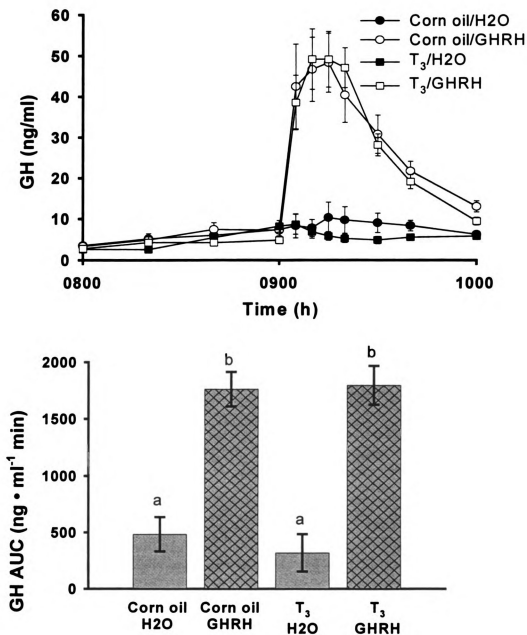 Corn oil/H2O
Corn oil/GHRH
T₃/H2O
T₃/GHRH
GH (ng/ml)
60
50
40
30
20
10
0
0800
0900
1000
Time (h)
GH AUC (ng • ml⁻¹ min)
2000
1500
1000
500
0
a
b
a
b
Corn oil
H2O
Corn oil
GHRH
T₃
H2O
T₃
GHRH